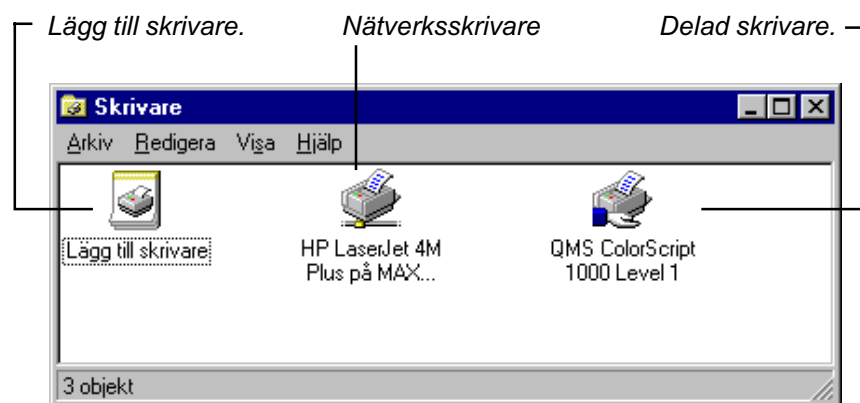 Lägg till skrivare. Nätverksskrivare Delad skrivare.
Skrivare
Arkiv Redigera Visa Hjälp
Lägg till skrivare
HP LaserJet 4M
Plus på MAX...
QMS ColorScript
1000 Level 1
3 objekt